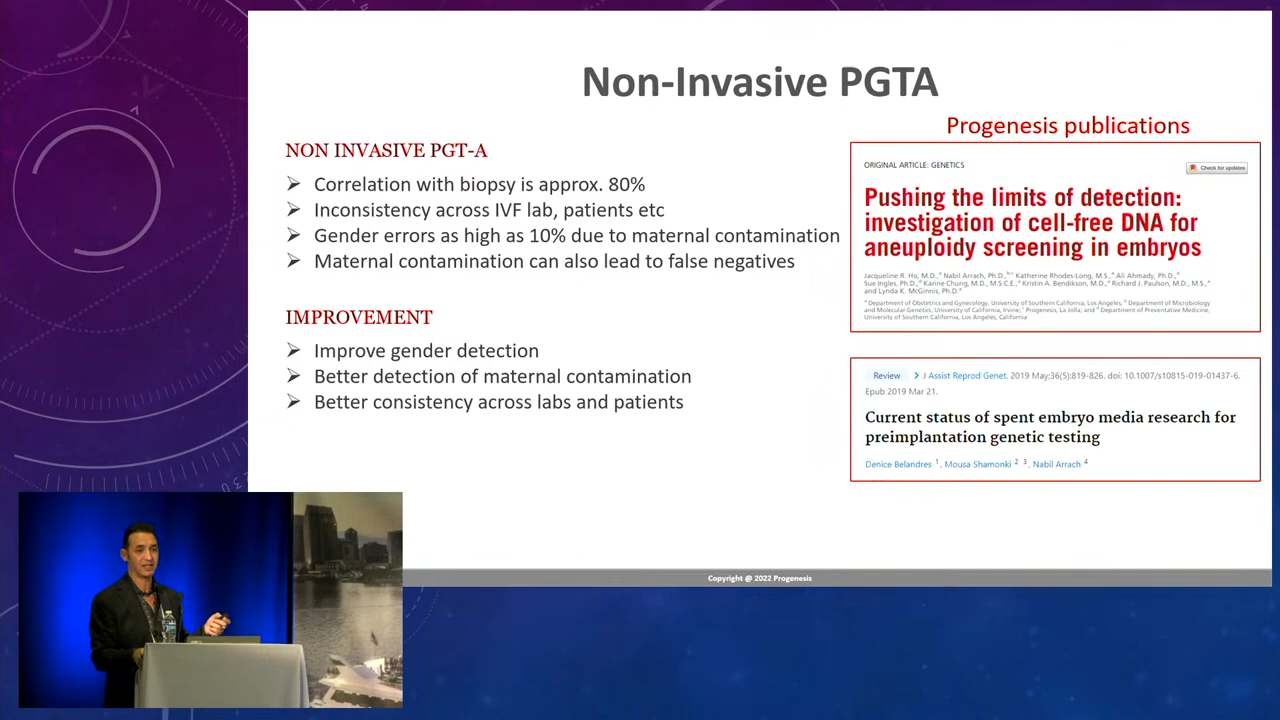 Non-Invasive PGTA
NON INVASIVE PGT-A
Correlation with biopsy is approx. 80%
Inconsistency across IVF lab, patients etc
Gender errors as high as 10% due to maternal contamination
Maternal contamination can also lead to false negatives
IMPROVEMENT
Improve gender detection
Better detection of maternal contamination
Better consistency across labs and patients
Progenesis publications
ORIGINAL ARTICLE: GENETICS
Check for updates
Pushing the limits of detection:
investigation of cell-free DNA for
aneuploidy screening in embryos
Jacqueline R. Ho, M.D.,a Nabil Arrach, Ph.D.,b,c Katherine Rhodes-Long, M.S.,a Ali Ahmady, Ph.D.,a
Sue Ingles, Ph.D.,d Karine Chung, M.D., M.S.C.E.,a Kristin A. Bendikson, M.D.,a Richard J. Paulson, M.D., M.S.,a
and Lynda K. McGinnis, Ph.D.a
a Department of Obstetrics and Gynecology, University of Southern California, Los Angeles; b Department of Microbiology
and Molecular Genetics, University of California, Irvine; c Progenesis, La Jolla; and d Department of Preventative Medicine,
University of Southern California, Los Angeles, California
Review J Assist Reprod Genet. 2019 May;36(5):819-826. doi: 10.1007/s10815-019-01437-6.
Epub 2019 Mar 21.
Current status of spent embryo media research for
preimplantation genetic testing
Denice Belandres 1, Mousa Shamonki 2 3, Nabil Arrach 4
Copyright @ 2022 Progenesis